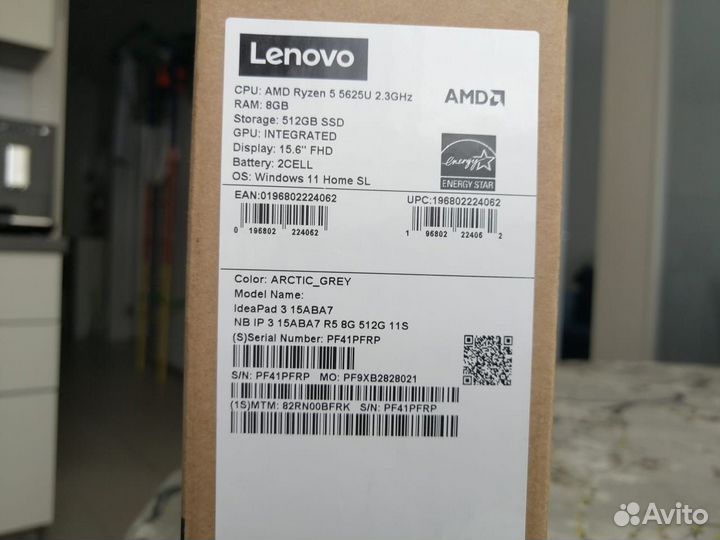 Lenovo
CPU: AMD Ryzen 5 5625U 2.3GHz
RAM: 8GB
Storage: 512GB SSD
GPU: INTEGRATED
Display: 15.6" FHD
Battery: 2CELL
OS: Windows 11 Home SL
AMD
energy
ENERGY STAR
EAN:0196802224062
UPC:196802224062
0 196802 224062
1 96802 22406 2
Color: ARCTIC_GREY
Model Name:
IdeaPad 3 15ABA7
NB IP 3 15ABA7 R5 8G 512G 11S
(S)Serial Number: PF41PFRP
S/N: PF41PFRP MO: PF9XB2828021
(1S)MTM: 82RN00BFRK S/N: PF41PFRP
Avito